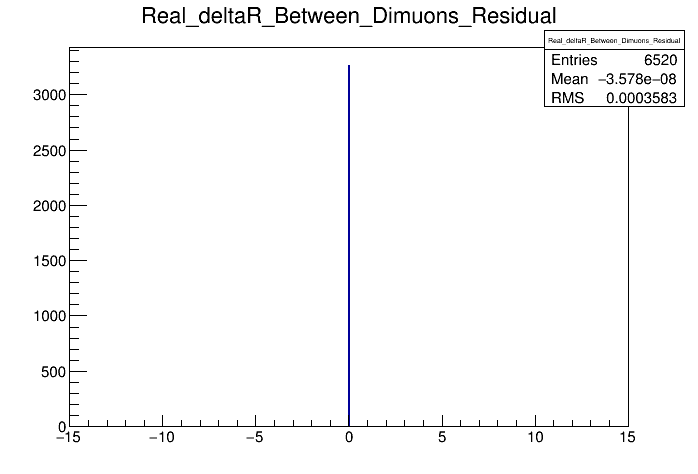 Real_deltaR_Between_Dimuons_Residual
Real_deltaR_Between_Dimuons_Residual
Entries 6520
Mean −3.578e−08
RMS 0.0003583
3000
2500
2000
1500
1000
500
0
−15 −10 −5 0 5 10 15